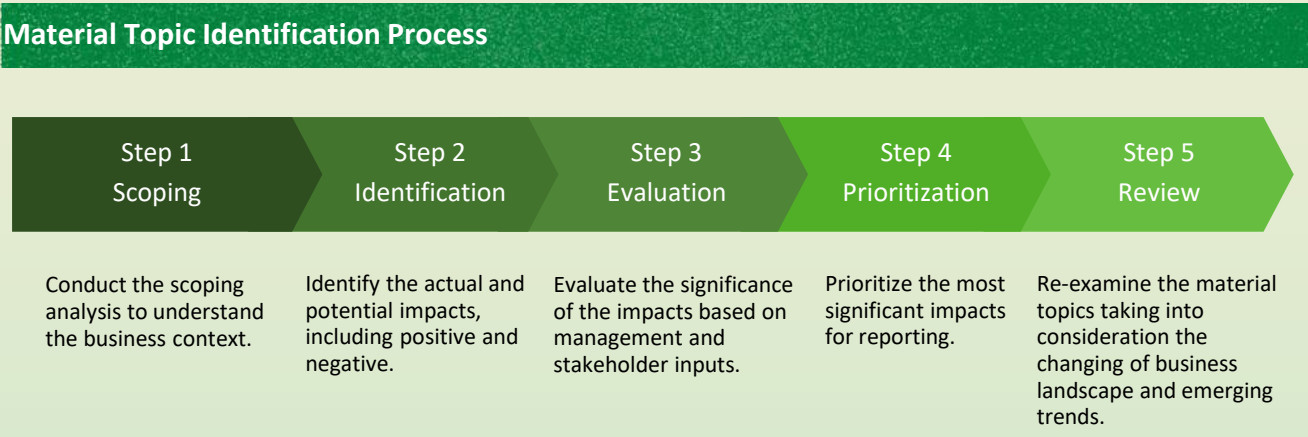 Material Topic Identification Process
Step 1
Scoping
Step 2
Identification
Step 3
Evaluation
Step 4
Prioritization
Step 5
Review
Conduct the scoping
analysis to understand
the business context.
Identify the actual and
potential impacts,
including positive and
negative.
Evaluate the significance
of the impacts based on
management and
stakeholder inputs.
Prioritize the most
significant impacts
for reporting.
Re-examine the material
topics taking into
consideration the
changing of business
landscape and emerging
trends.